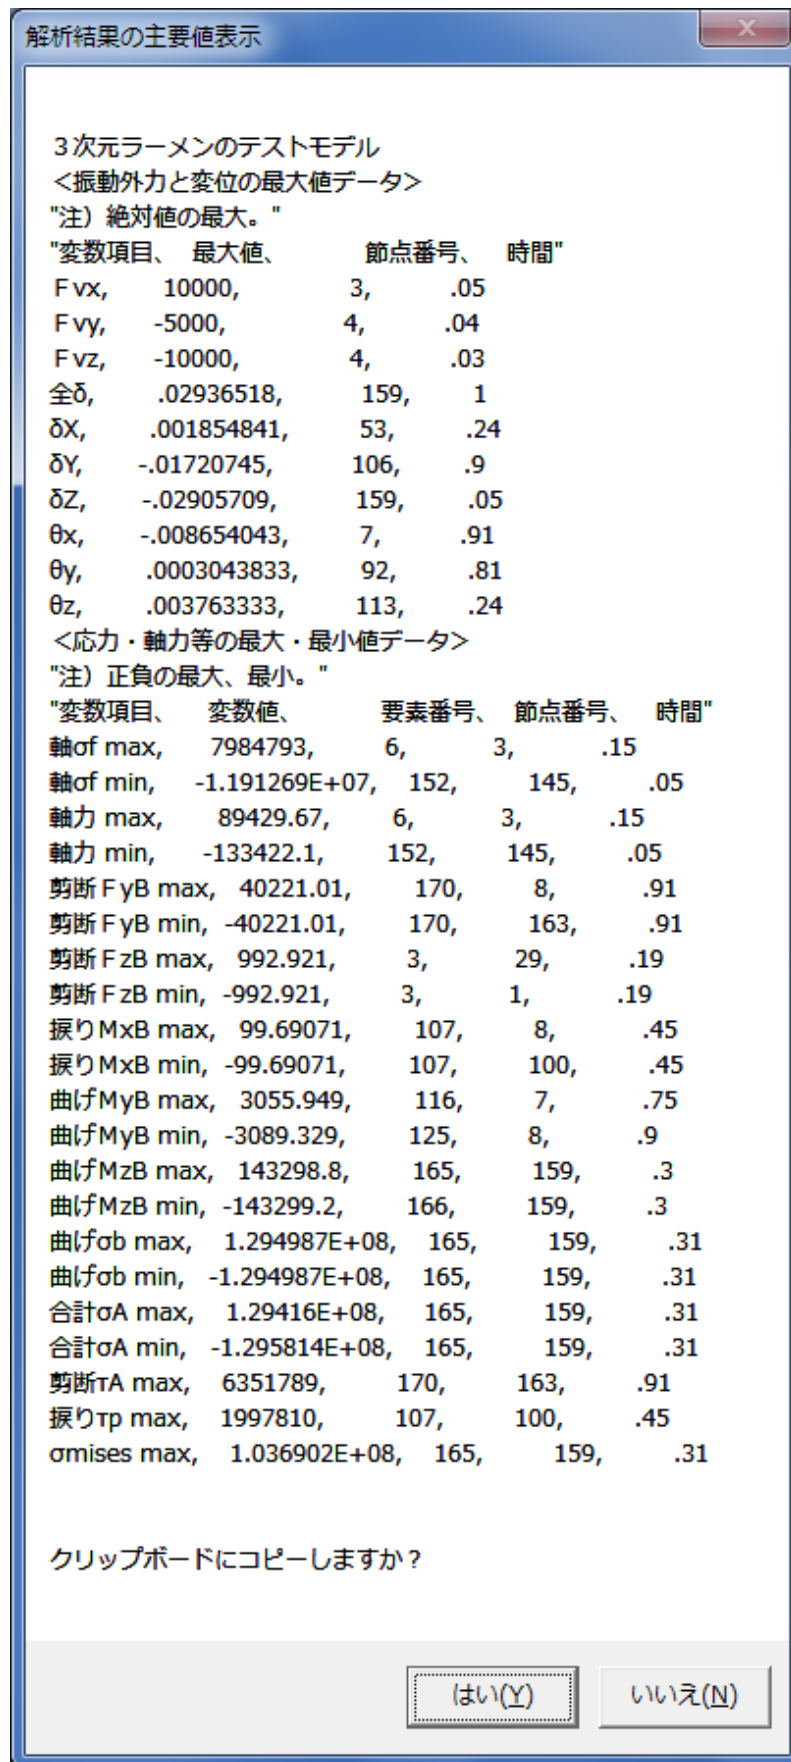 解析結果の主要値表示
３次元ラーメンのテストモデル
＜振動外力と変位の最大値データ＞
"注）絶対値の最大。"
"変数項目、 最大値、 節点番号、 時間"
Ｆvx, 10000, 3, .05
Ｆvy, -5000, 4, .04
Ｆvz, -10000, 4, .03
全δ, .02936518, 159, 1
δX, .001854841, 53, .24
δY, -.01720745, 106, .9
δZ, -.02905709, 159, .05
θx, -.008654043, 7, .91
θy, .0003043833, 92, .81
θz, .003763333, 113, .24
＜応力・軸力等の最大・最小値データ＞
"注）正負の最大、最小。"
"変数項目、 変数値、 要素番号、 節点番号、 時間"
軸σf max, 7984793, 6, 3, .15
軸σf min, -1.191269E+07, 152, 145, .05
軸力 max, 89429.67, 6, 3, .15
軸力 min, -133422.1, 152, 145, .05
剪断ＦyB max, 40221.01, 170, 8, .91
剪断ＦyB min, -40221.01, 170, 163, .91
剪断ＦzB max, 992.921, 3, 29, .19
剪断ＦzB min, -992.921, 3, 1, .19
捩りMxB max, 99.69071, 107, 8, .45
捩りMxB min, -99.69071, 107, 100, .45
曲げMyB max, 3055.949, 116, 7, .75
曲げMyB min, -3089.329, 125, 8, .9
曲げMzB max, 143298.8, 165, 159, .3
曲げMzB min, -143299.2, 166, 159, .3
曲げσb max, 1.294987E+08, 165, 159, .31
曲げσb min, -1.294987E+08, 165, 159, .31
合計σA max, 1.29416E+08, 165, 159, .31
合計σA min, -1.295814E+08, 165, 159, .31
剪断τA max, 6351789, 170, 163, .91
捩りτp max, 1997810, 107, 100, .45
σmises max, 1.036902E+08, 165, 159, .31
クリップボードにコピーしますか？
はい(Y) いいえ(N)